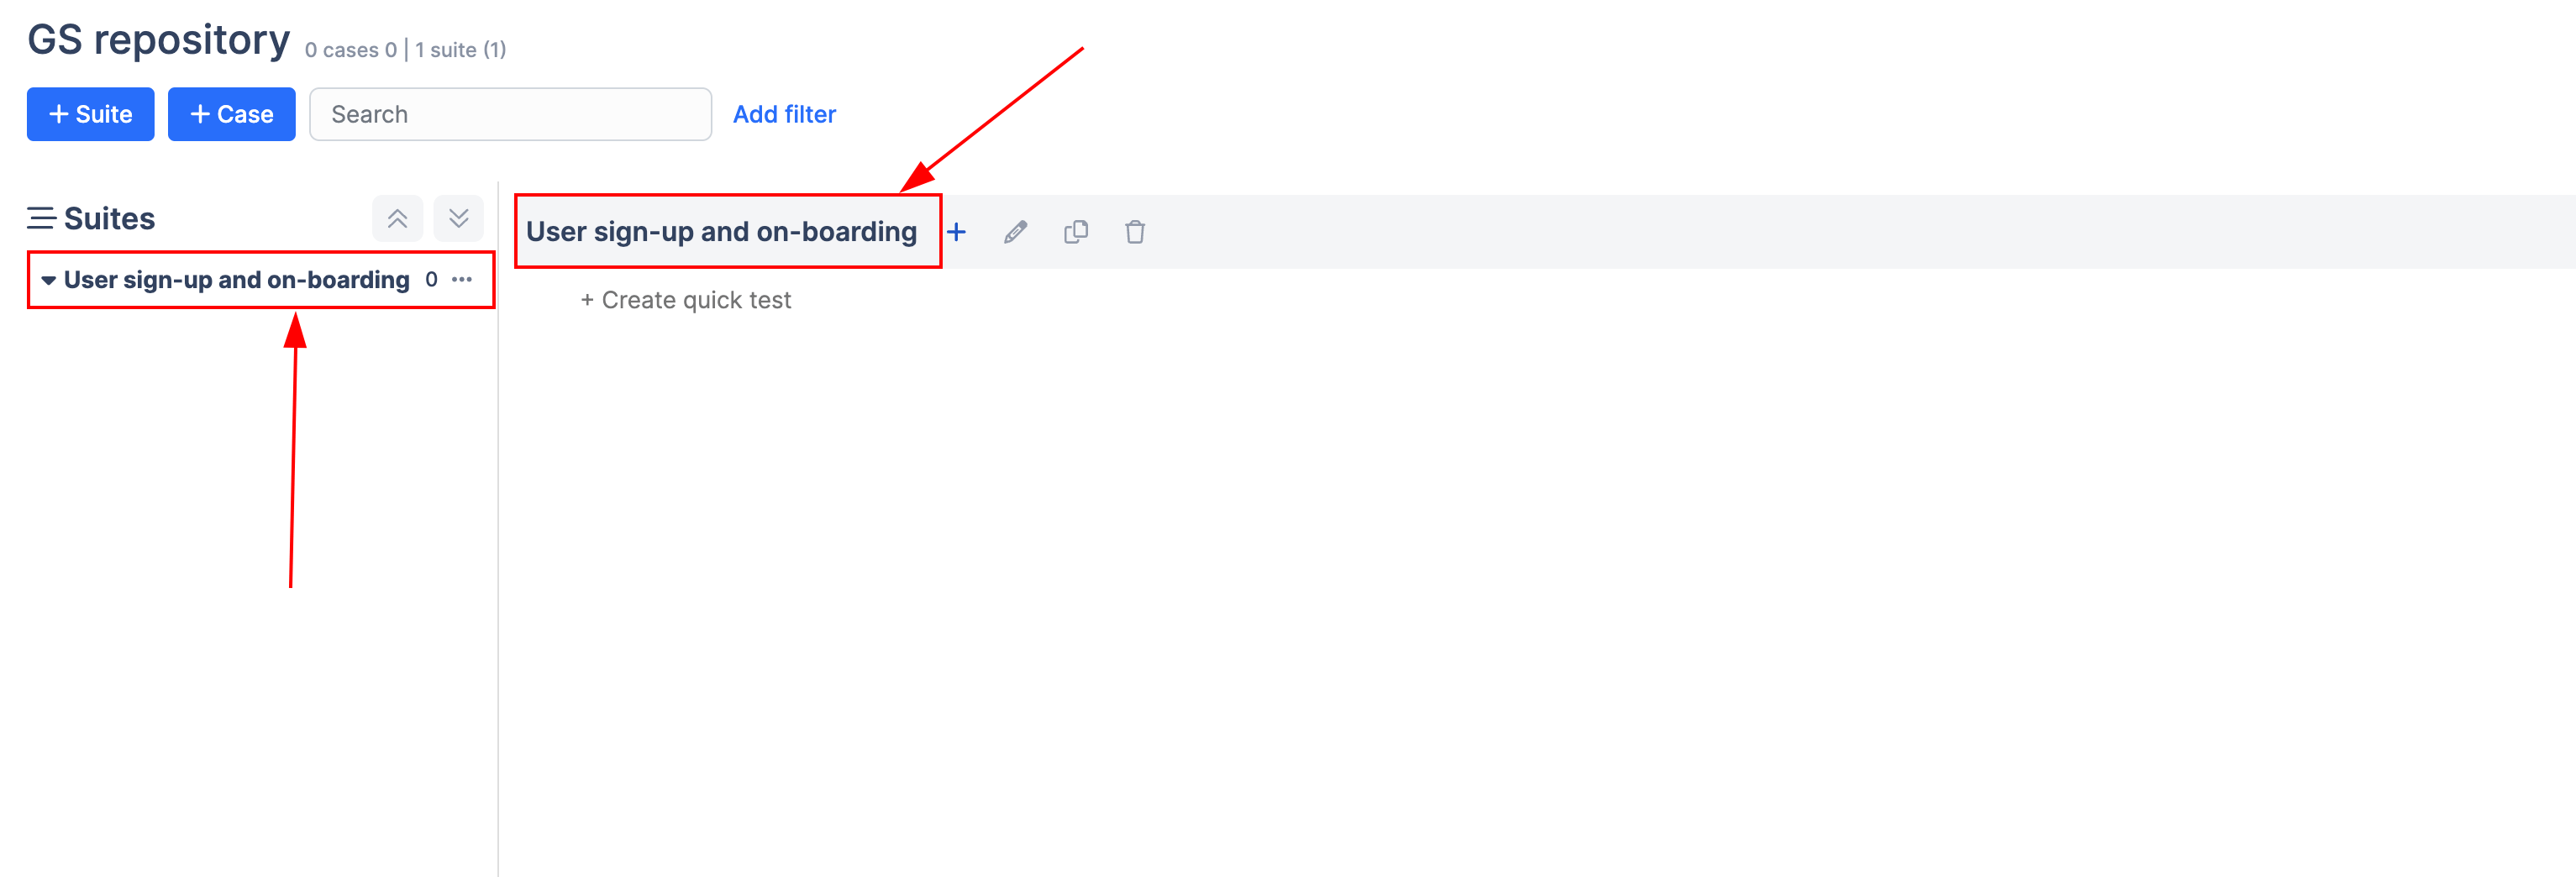 GS repository 0 cases 0 | 1 suite (1)
+ Suite + Case Search Add filter
Suites
User sign-up and on-boarding 0 ···
User sign-up and on-boarding +
+ Create quick test